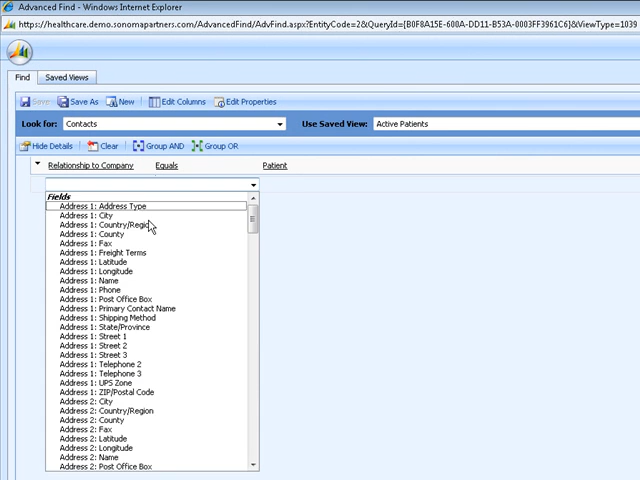 Advanced Find - Windows Internet Explorer
https://healthcare.demo.sonomapartners.com/AdvancedFind/AdvFind.aspx?EntityCode=2&QueryId={B0F8A15E-600A-DD11-B53A-0003FF3961C6}&ViewType=1039
Find Saved Views
Save Save As New Edit Columns Edit Properties
Look for: Contacts Use Saved View: Active Patients
Hide Details Clear Group AND Group OR
Relationship to Company Equals Patient
Fields
Address 1: Address Type
Address 1: City
Address 1: Country/Region
Address 1: County
Address 1: Fax
Address 1: Freight Terms
Address 1: Latitude
Address 1: Longitude
Address 1: Name
Address 1: Phone
Address 1: Post Office Box
Address 1: Primary Contact Name
Address 1: Shipping Method
Address 1: State/Province
Address 1: Street 1
Address 1: Street 2
Address 1: Street 3
Address 1: Telephone 2
Address 1: Telephone 3
Address 1: UPS Zone
Address 1: ZIP/Postal Code
Address 2: City
Address 2: Country/Region
Address 2: County
Address 2: Fax
Address 2: Latitude
Address 2: Longitude
Address 2: Name
Address 2: Post Office Box